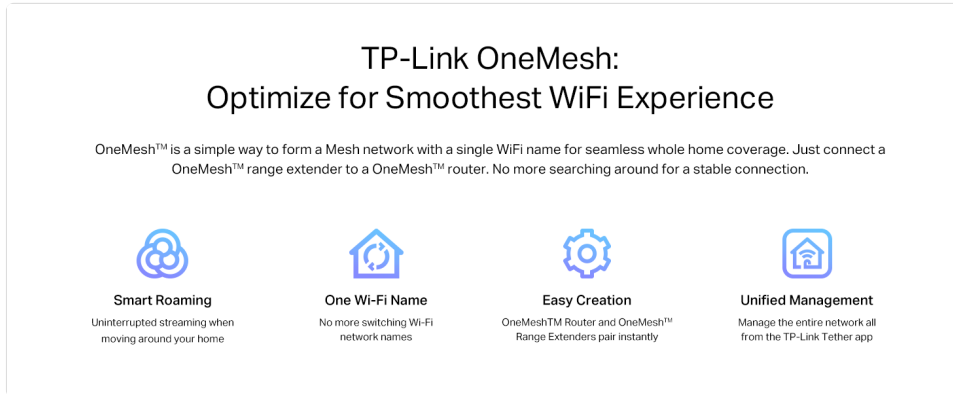 TP-Link OneMesh:
Optimize for Smoothest WiFi Experience
OneMesh™ is a simple way to form a Mesh network with a single WiFi name for seamless whole home coverage. Just connect a
OneMesh™ range extender to a OneMesh™ router. No more searching around for a stable connection.
Smart Roaming
Uninterrupted streaming when
moving around your home
One Wi-Fi Name
No more switching Wi-Fi
network names
Easy Creation
OneMeshTM Router and OneMesh™
Range Extenders pair instantly
Unified Management
Manage the entire network all
from the TP-Link Tether app